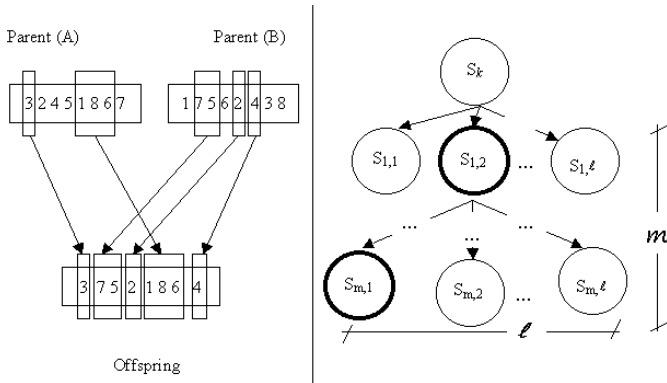 Parent (A)
Parent (B)
3 2 4 5 1 8 6 7
1 7 5 6 2 4 3 8
3 7 5 2 1 8 6 4
Offspring
Sk
S1,1
S1,2
...
S1,ℓ
...
...
...
...
Sm,1
Sm,2
...
Sm,ℓ
m
ℓ